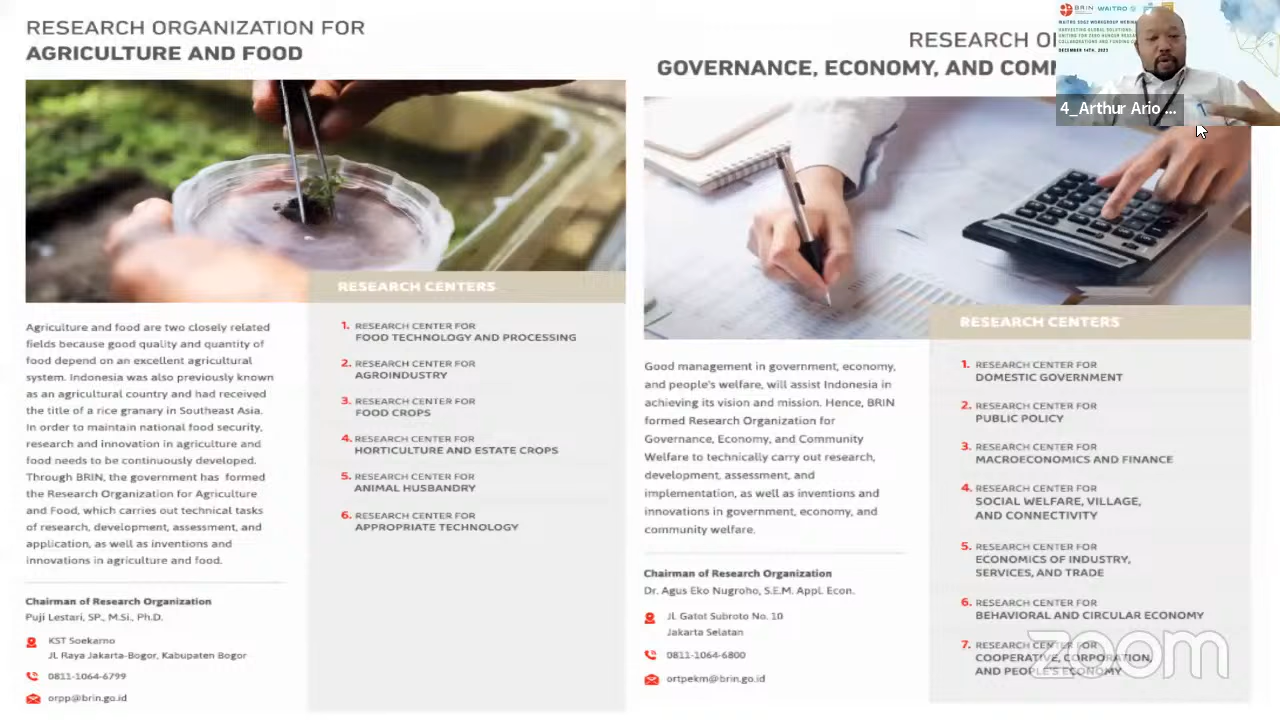 RESEARCH ORGANIZATION FOR
AGRICULTURE AND FOOD
RESEARCH CENTERS
Agriculture and food are two closely related
fields because good quality and quantity of
food depend on an excellent agricultural
system. Indonesia was also previously known
as an agricultural country and had received
the title of a rice granary in Southeast Asia.
In order to maintain national food security,
research and innovation in agriculture and
food needs to be continuously developed.
Through BRIN, the government has formed
the Research Organization for Agriculture
and Food, which carries out technical tasks
of research, development, assessment, and
application, as well as inventions and
innovations in agriculture and food.
Chairman of Research Organization
Puji Lestari, SP., M.Si., Ph.D.
KST Soekarno
JL Raya Jakarta-Bogor, Kabupaten Bogor
0811-1064-6799
orpp@brin.go.id
1. RESEARCH CENTER FOR
FOOD TECHNOLOGY AND PROCESSING
2. RESEARCH CENTER FOR
AGROINDUSTRY
3. RESEARCH CENTER FOR
FOOD CROPS
4. RESEARCH CENTER FOR
HORTICULTURE AND ESTATE CROPS
5. RESEARCH CENTER FOR
ANIMAL HUSBANDRY
6. RESEARCH CENTER FOR
APPROPRIATE TECHNOLOGY
RESEARCH
GOVERNANCE, ECONOMY, AND
RESEARCH CENTERS
Good management in government, economy,
and people's welfare, will assist Indonesia in
achieving its vision and mission. Hence, BRIN
formed Research Organization for
Governance, Economy, and Community
Welfare to technically carry out research,
development, assessment, and
implementation, as well as inventions and
innovations in government, economy, and
community welfare.
Chairman of Research Organization
Dr. Agus Eko Nugroho, S.E.M. Appl. Econ.
Jl. Gatot Subroto No. 10
Jakarta Selatan
0811-1064-6800
ortpekm@brin.go.id
1. RESEARCH CENTER FOR
DOMESTIC GOVERNMENT
2. RESEARCH CENTER FOR
PUBLIC POLICY
3. RESEARCH CENTER FOR
MACROECONOMICS AND FINANCE
4. RESEARCH CENTER FOR
SOCIAL WELFARE, VILLAGE,
AND CONNECTIVITY
5. RESEARCH CENTER FOR
ECONOMICS OF INDUSTRY,
SERVICES, AND TRADE
6. RESEARCH CENTER FOR
BEHAVIORAL AND CIRCULAR ECONOMY
7. RESEARCH CENTER FOR
COOPERATIVE, CORPORATION,
AND PEOPLE'S ECONOMY
BRIN WAITRO
DECEMBER 14TH, 2023
4_Arthur Ario ...
zoom